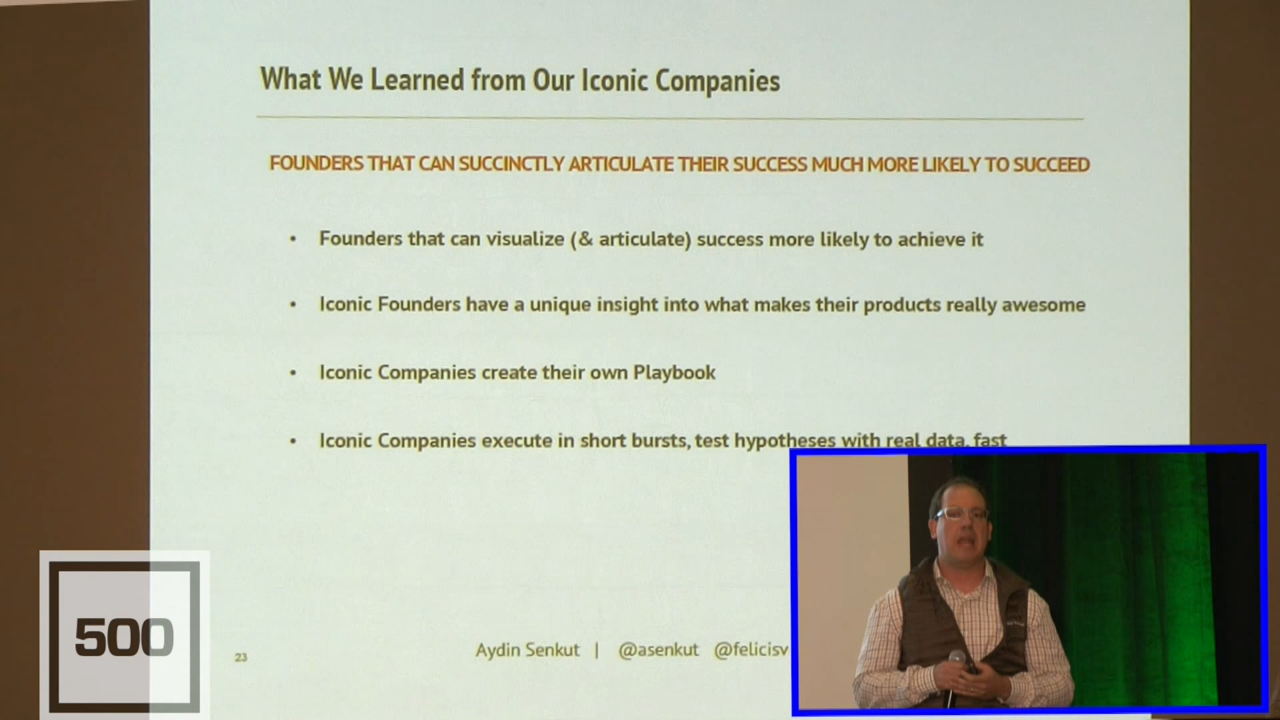 What We Learned from Our Iconic Companies
FOUNDERS THAT CAN SUCCINCTLY ARTICULATE THEIR SUCCESS MUCH MORE LIKELY TO SUCCEED
• Founders that can visualize (& articulate) success more likely to achieve it
• Iconic Founders have a unique insight into what makes their products really awesome
• Iconic Companies create their own Playbook
• Iconic Companies execute in short bursts, test hypotheses with real data, fast
500
23
Aydin Senkut | @asenkut @felicisv